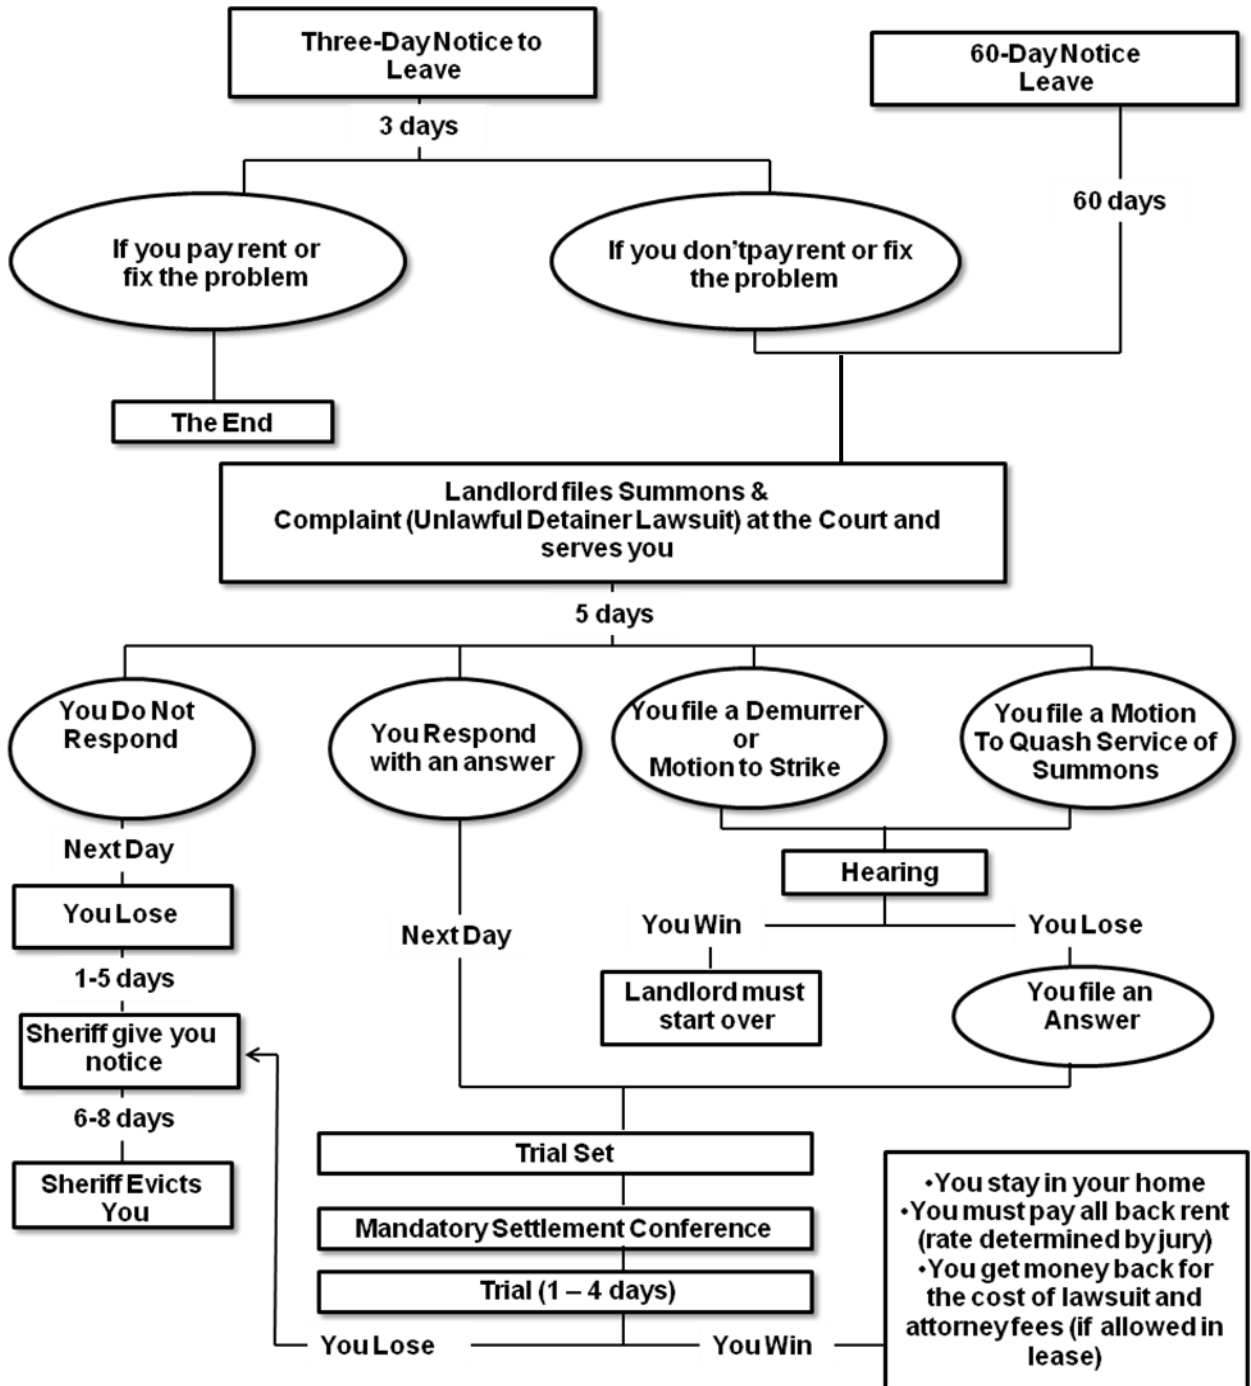 Three-Day Notice to
Leave
60-Day Notice
Leave
3 days
60 days
If you pay rent or
fix the problem
If you don'tpay rent or fix
the problem
The End
Landlord files Summons &
Complaint (Unlawful Detainer Lawsuit) at the Court and
serves you
5 days
You Do Not
Respond
You Respond
with an answer
You file a Demurrer
or
Motion to Strike
You file a Motion
To Quash Service of
Summons
Next Day
Hearing
You Lose
You Win
You Lose
Next Day
1-5 days
Landlord must
start over
You file an
Answer
Sheriff give you
notice
6-8 days
Trial Set
Sheriff Evicts
You
Mandatory Settlement Conference
Trial (1 – 4 days)
You Lose
You Win
•You stay in your home
•You must pay all back rent
(rate determined by jury)
•You get money back for
the cost of lawsuit and
attorney fees (if allowed in
lease)